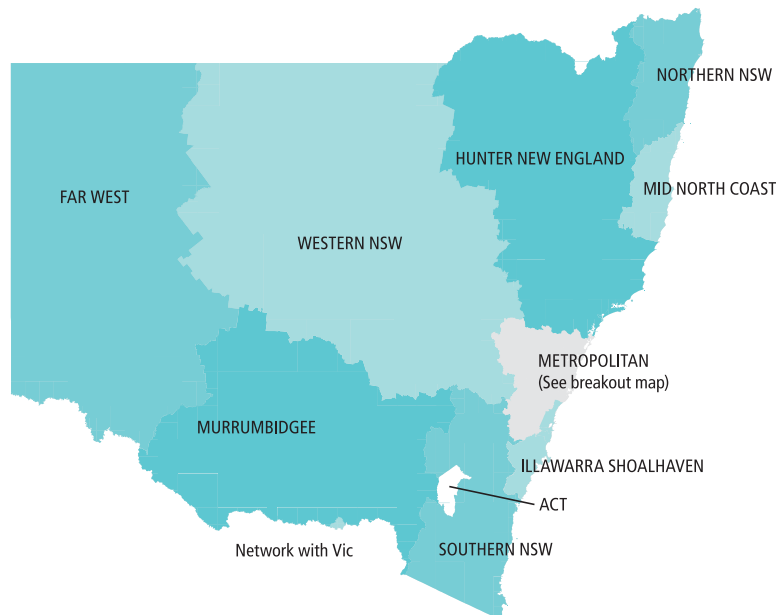 NORTHERN NSW
HUNTER NEW ENGLAND
MID NORTH COAST
FAR WEST
WESTERN NSW
METROPOLITAN
(See breakout map)
MURRUMBIDGEE
ILLAWARRA SHOALHAVEN
ACT
Network with Vic
SOUTHERN NSW